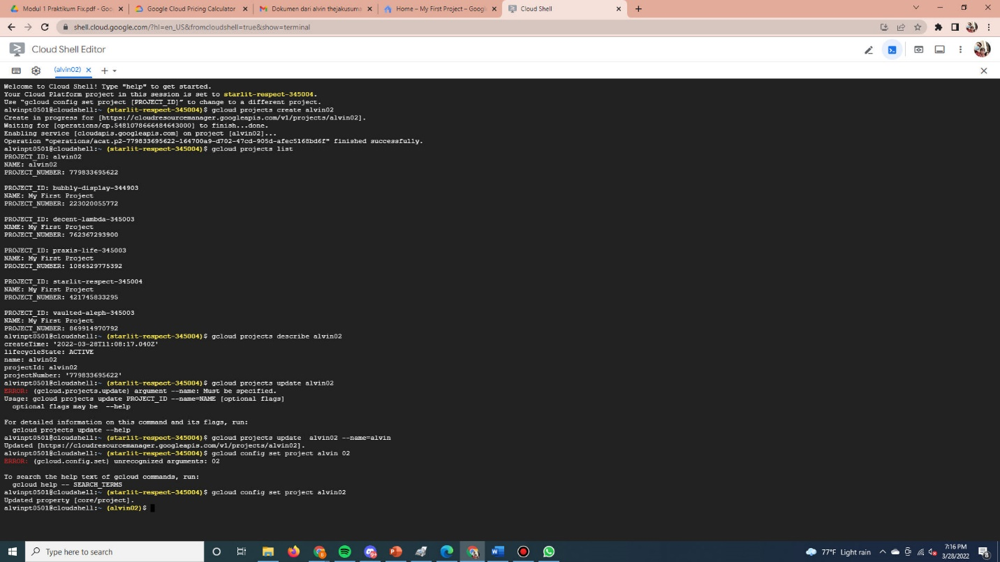 Modul 1 Praktikum Fix.pdf - Goo
Google Cloud Pricing Calculator
Dokumen dari alvin thejakusuma
Home – My First Project – Googl
Cloud Shell
shell.cloud.google.com/?hl=en_US&fromcloudshell=true&show=terminal
Cloud Shell Editor
(alvin02)
Welcome to Cloud Shell! Type "help" to get started.
Your Cloud Platform project in this session is set to starlit-respect-345004.
Use “gcloud config set project [PROJECT_ID]” to change to a different project.
alvinpt0501@cloudshell:~ (starlit-respect-345004)$ gcloud projects create alvin02
Create in progress for [https://cloudresourcemanager.googleapis.com/v1/projects/alvin02].
Waiting for [operations/cp.5481078666484643000] to finish...done.
Enabling service [cloudapis.googleapis.com] on project [alvin02]...
Operation "operations/acat.p2-779833695622-164700a9-d702-47cd-905d-afec5168bd6f" finished successfully.
alvinpt0501@cloudshell:~ (starlit-respect-345004)$ gcloud projects list
PROJECT_ID: alvin02
NAME: alvin02
PROJECT_NUMBER: 779833695622
PROJECT_ID: bubbly-display-344903
NAME: My First Project
PROJECT_NUMBER: 223020055772
PROJECT_ID: decent-lambda-345003
NAME: My First Project
PROJECT_NUMBER: 762367293900
PROJECT_ID: praxis-life-345003
NAME: My First Project
PROJECT_NUMBER: 1086529775392
PROJECT_ID: starlit-respect-345004
NAME: My First Project
PROJECT_NUMBER: 421745833295
PROJECT_ID: vaulted-aleph-345003
NAME: My First Project
PROJECT_NUMBER: 869914970792
alvinpt0501@cloudshell:~ (starlit-respect-345004)$ gcloud projects describe alvin02
createTime: '2022-03-28T11:08:17.040Z'
lifecycleState: ACTIVE
name: alvin02
projectId: alvin02
projectNumber: '779833695622'
alvinpt0501@cloudshell:~ (starlit-respect-345004)$ gcloud projects update alvin02
ERROR: (gcloud.projects.update) argument --name: Must be specified.
Usage: gcloud projects update PROJECT_ID --name=NAME [optional flags]
optional flags may be  --help
For detailed information on this command and its flags, run:
gcloud projects update --help
alvinpt0501@cloudshell:~ (starlit-respect-345004)$ gcloud projects update  alvin02 --name=alvin
Updated [https://cloudresourcemanager.googleapis.com/v1/projects/alvin02].
alvinpt0501@cloudshell:~ (starlit-respect-345004)$ gcloud config set project alvin 02
ERROR: (gcloud.config.set) unrecognized arguments: 02
To search the help text of gcloud commands, run:
gcloud help -- SEARCH_TERMS
alvinpt0501@cloudshell:~ (starlit-respect-345004)$ gcloud config set project alvin02
Updated property [core/project].
alvinpt0501@cloudshell:~ (alvin02)$
Type here to search
77°F Light rain
7:16 PM
3/28/2022